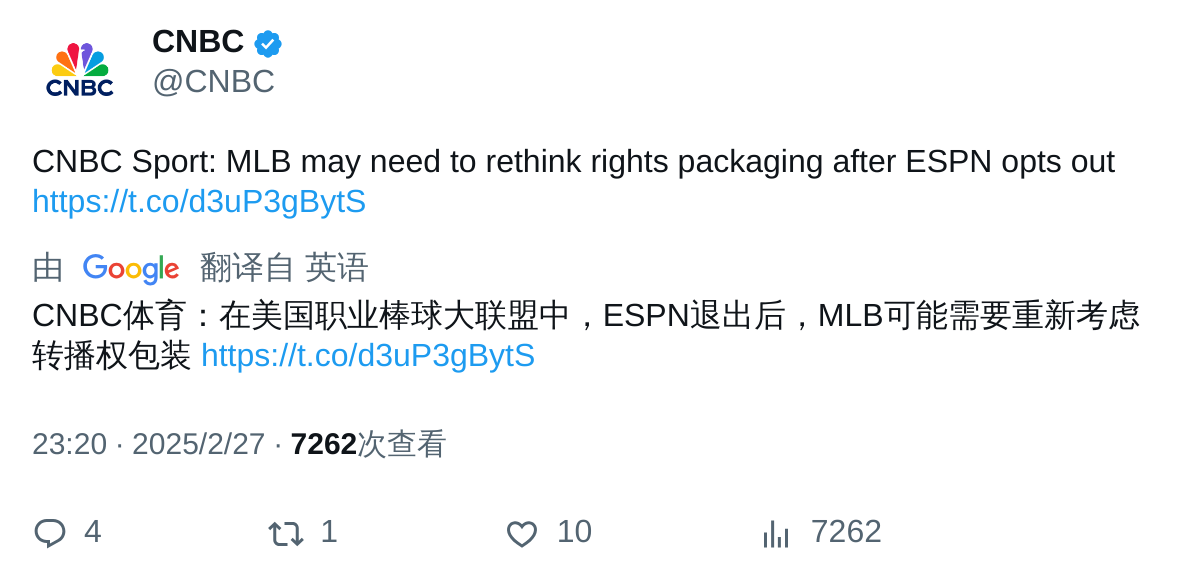 CNBC
@CNBC
CNBC
CNBC Sport: MLB may need to rethink rights packaging after ESPN opts out
https://t.co/d3uP3gBytS
由 Google 翻译自 英语
CNBC体育：在美国职业棒球大联盟中，ESPN退出后，MLB可能需要重新考虑
转播权包装 https://t.co/d3uP3gBytS
23:20 · 2025/2/27 · 7262次查看
4 1 10 7262